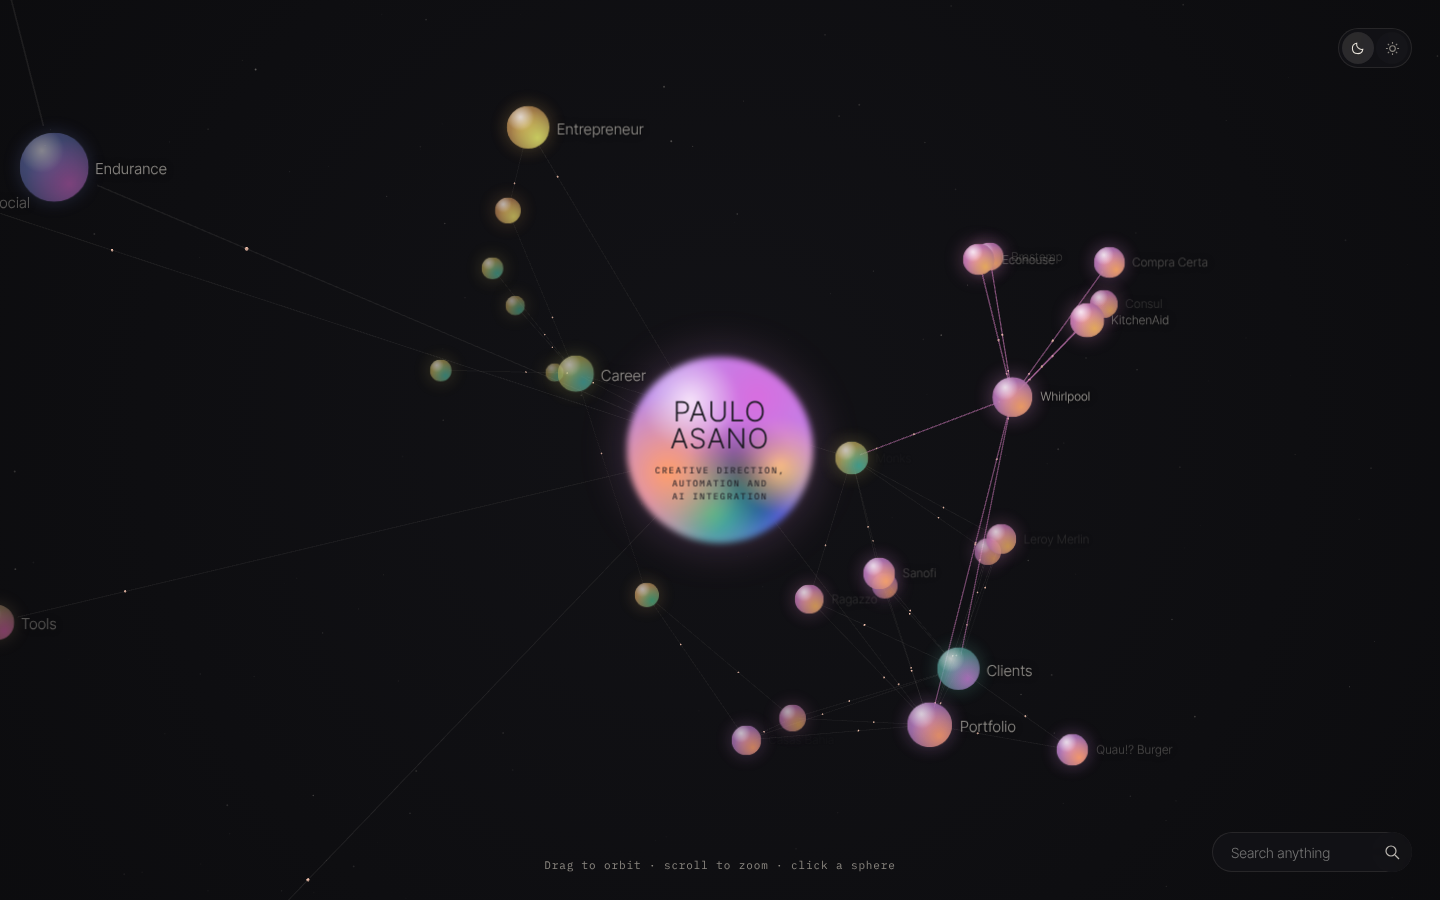 Entrepreneur
Endurance
ocial
Econouse
Compra Certa
Consul
KitchenAid
Career
Whirlpool
PAULO
ASANO
CREATIVE DIRECTION,
AUTOMATION AND
AI INTEGRATION
Leroy Merlin
Sanofi
Ragazzo
Tools
Clients
Portfolio
Quau!? Burger
Drag to orbit · scroll to zoom · click a sphere
Search anything